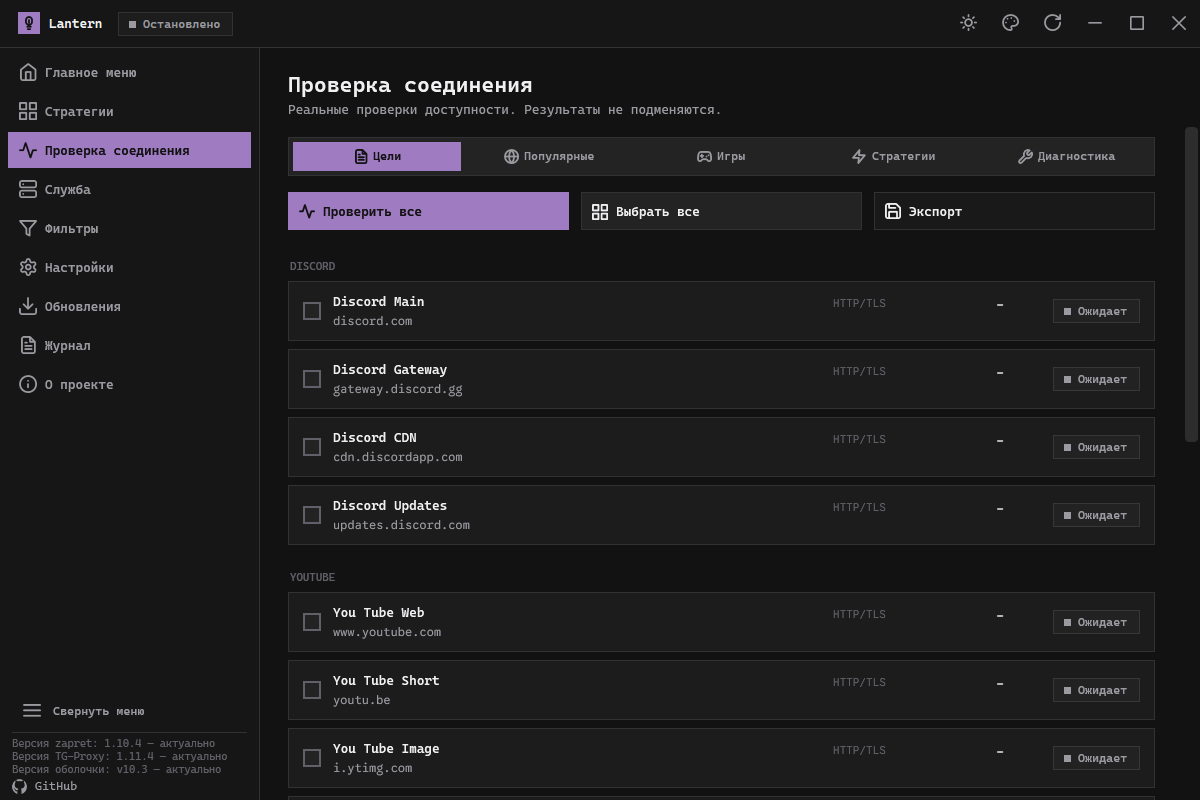 Lantern
Остановлено
Главное меню
Стратегии
Проверка соединения
Служба
Фильтры
Настройки
Обновления
Журнал
О проекте
Свернуть меню
Версия zapret: 1.10.4 — актуально
Версия TG-Proxy: 1.11.4 — актуально
Версия оболочки: v10.3 — актуально
GitHub
Проверка соединения
Реальные проверки доступности. Результаты не подменяются.
Цели
Популярные
Игры
Стратегии
Диагностика
Проверить все
Выбрать все
Экспорт
DISCORD
Discord Main
discord.com
HTTP/TLS
–
Ожидает
Discord Gateway
gateway.discord.gg
HTTP/TLS
–
Ожидает
Discord CDN
cdn.discordapp.com
HTTP/TLS
–
Ожидает
Discord Updates
updates.discord.com
HTTP/TLS
–
Ожидает
YOUTUBE
You Tube Web
www.youtube.com
HTTP/TLS
–
Ожидает
You Tube Short
youtu.be
HTTP/TLS
–
Ожидает
You Tube Image
i.ytimg.com
HTTP/TLS
–
Ожидает